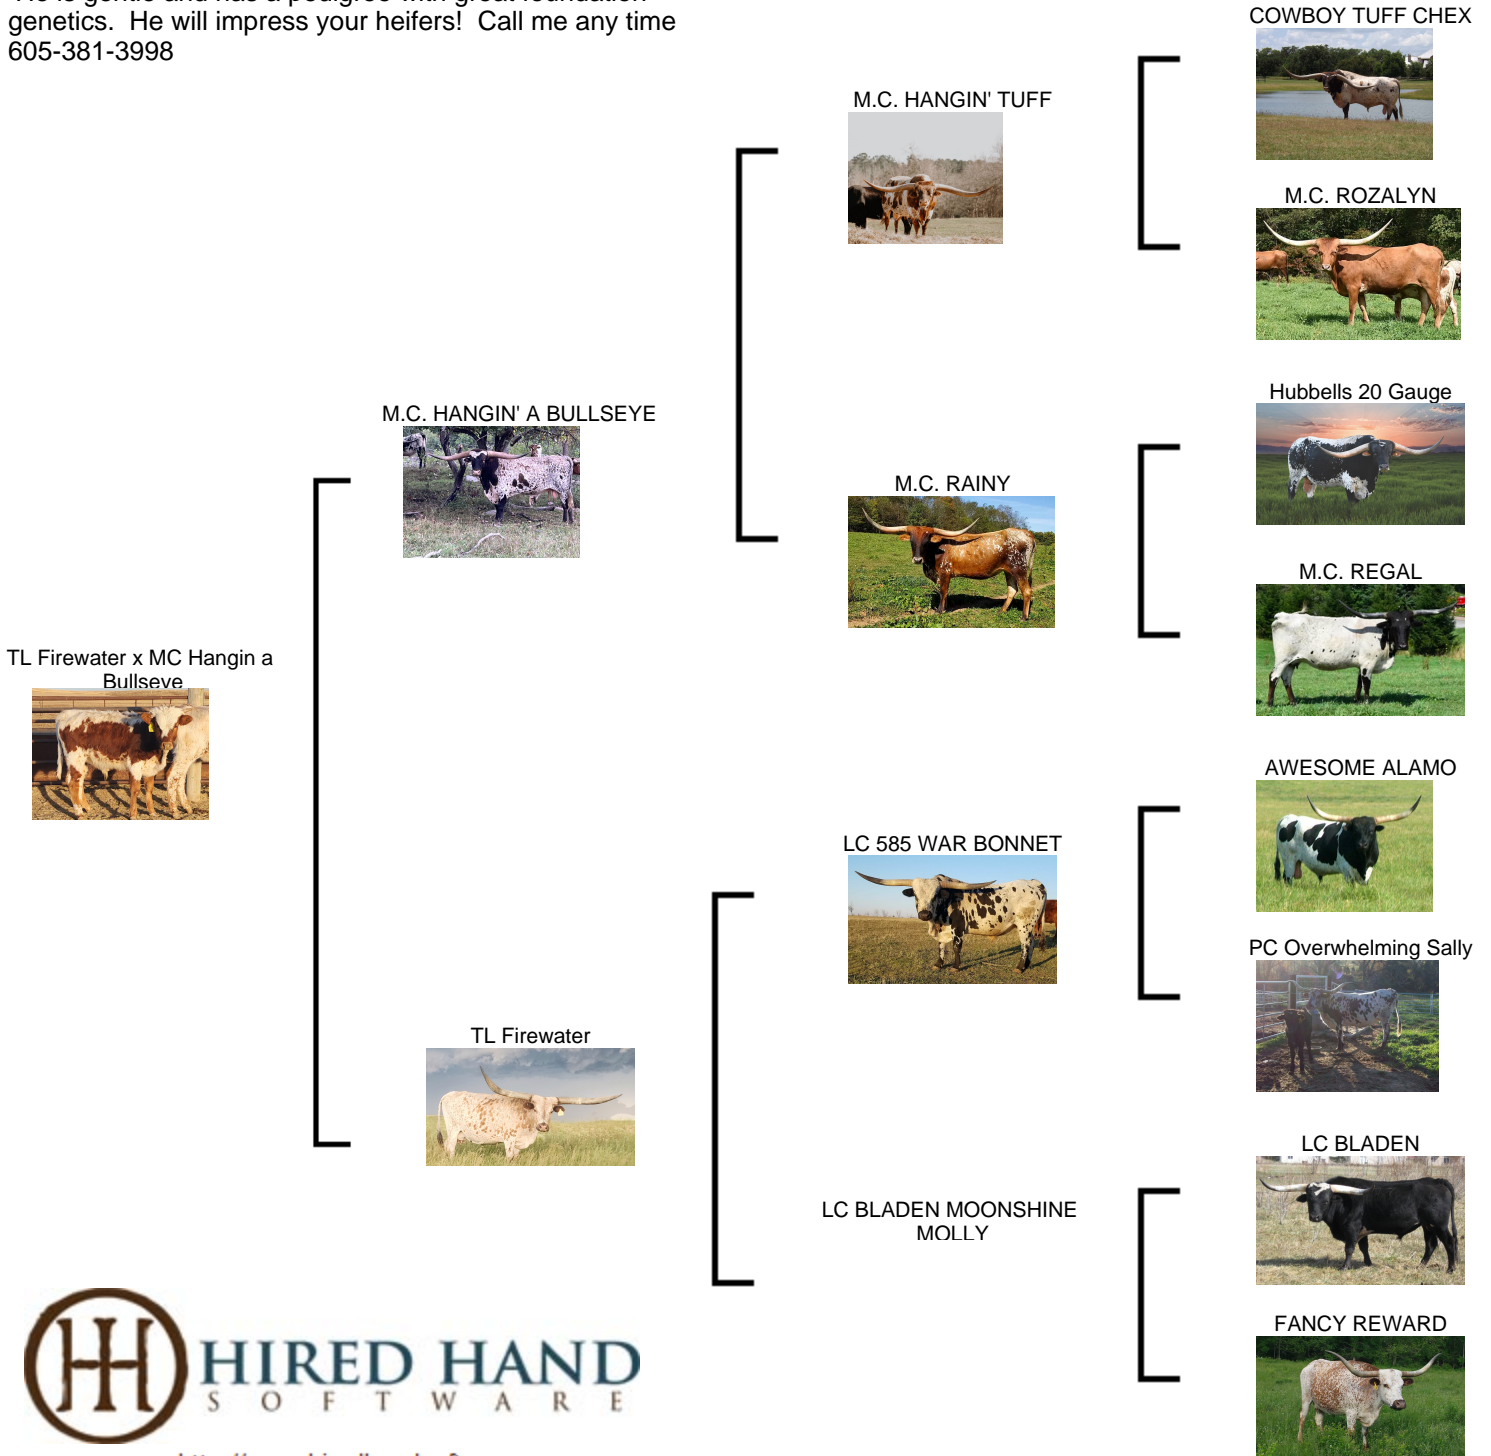 genetics.  He will impress your heifers!  Call me any time
605-381-3998
COWBOY TUFF CHEX
M.C. HANGIN' TUFF
M.C. ROZALYN
Hubbells 20 Gauge
M.C. HANGIN' A BULLSEYE
M.C. RAINY
M.C. REGAL
TL Firewater x MC Hangin a
Bullseye
AWESOME ALAMO
LC 585 WAR BONNET
PC Overwhelming Sally
TL Firewater
LC BLADEN
LC BLADEN MOONSHINE
MOLLY
FANCY REWARD
HIRED HAND
SOFTWARE